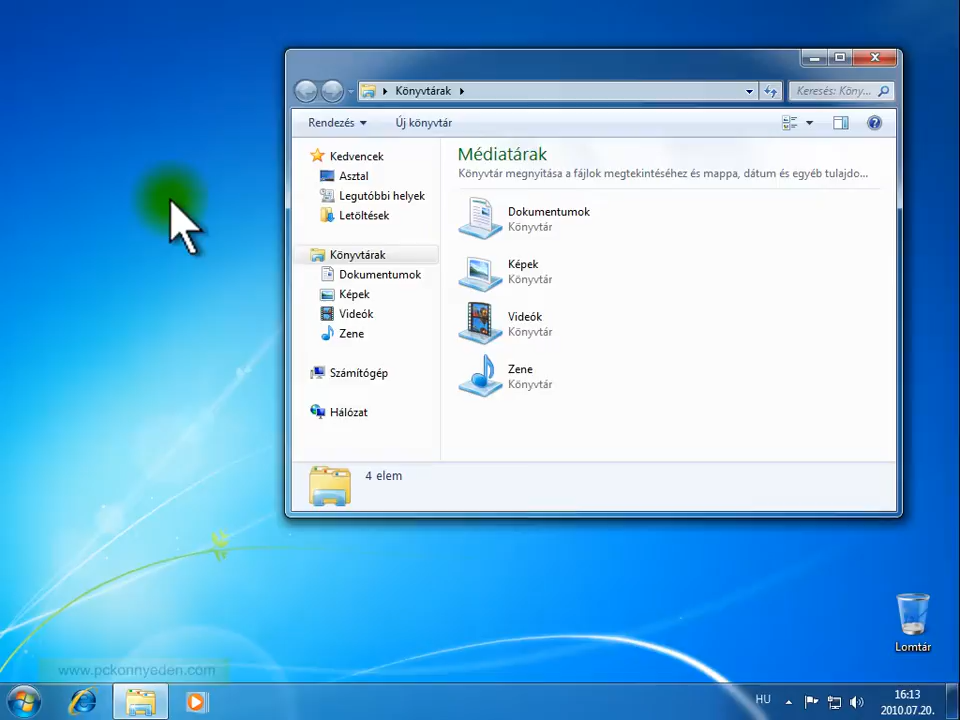 Könyvtárak
Keresés: Köny...
Rendezés
Új könyvtár
Kedvencek
Asztal
Legutóbbi helyek
Letöltések
Könyvtárak
Dokumentumok
Képek
Videók
Zene
Számítógép
Hálózat
Médiatárak
Könyvtár megnyitása a fájlok megtekintéséhez és mappa, dátum és egyéb tulajdo...
Dokumentumok
Könyvtár
Képek
Könyvtár
Videók
Könyvtár
Zene
Könyvtár
4 elem
Lomtár
www.pckonnyeden.com
HU
16:13
2010.07.20.